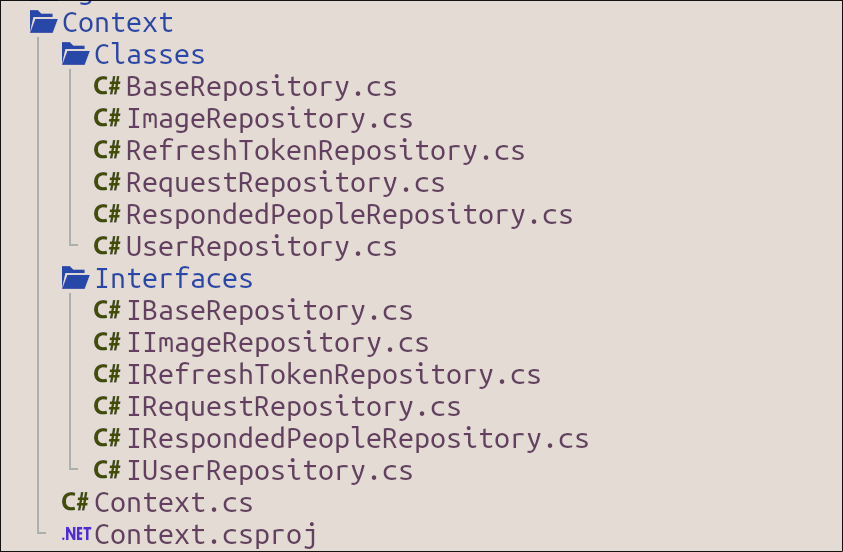 Context
Classes
C# BaseRepository.cs
C# ImageRepository.cs
C# RefreshTokenRepository.cs
C# RequestRepository.cs
C# RespondedPeopleRepository.cs
C# UserRepository.cs
Interfaces
C# IBaseRepository.cs
C# IImageRepository.cs
C# IRefreshTokenRepository.cs
C# IRequestRepository.cs
C# IRespondedPeopleRepository.cs
C# IUserRepository.cs
C# Context.cs
.NET Context.csproj